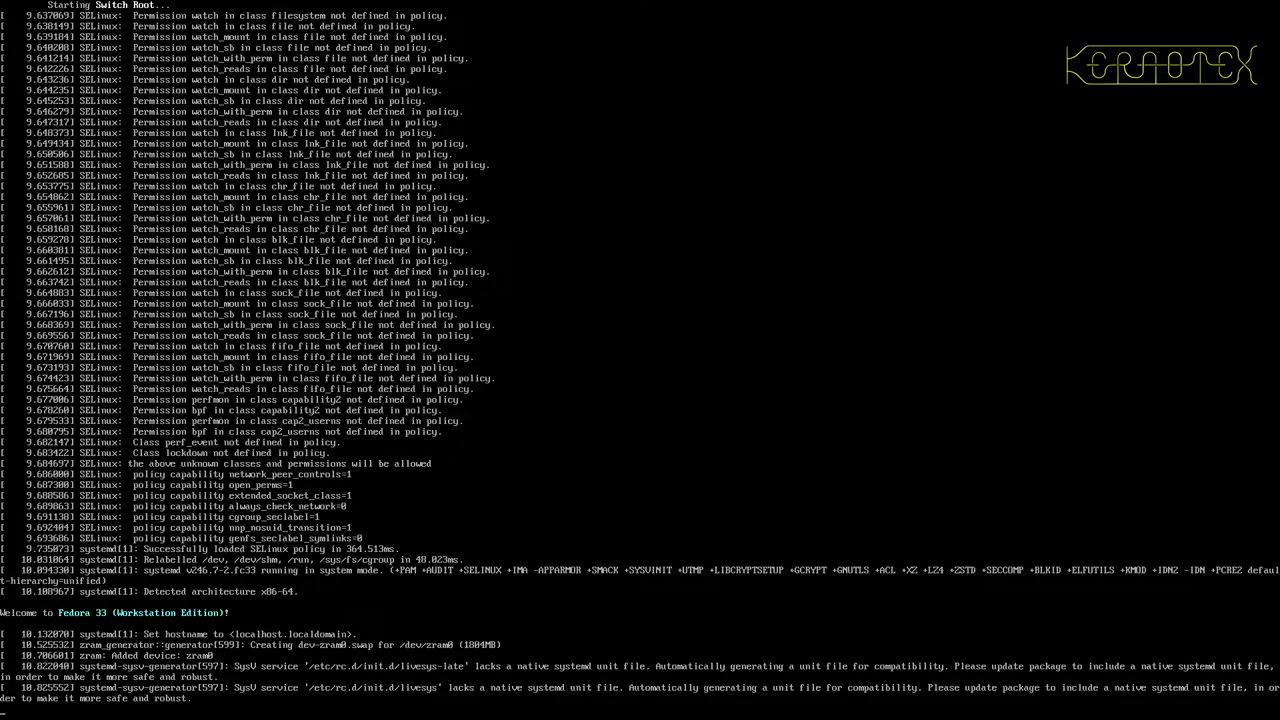 Starting Switch Root...
[    9.637069] SELinux:  Permission watch in class filesystem not defined in policy.
[    9.638149] SELinux:  Permission watch in class file not defined in policy.
[    9.639184] SELinux:  Permission watch_mount in class file not defined in policy.
[    9.640208] SELinux:  Permission watch_sb in class file not defined in policy.
[    9.641214] SELinux:  Permission watch_with_perm in class file not defined in policy.
[    9.642226] SELinux:  Permission watch_reads in class file not defined in policy.
[    9.643236] SELinux:  Permission watch in class dir not defined in policy.
[    9.644235] SELinux:  Permission watch_mount in class dir not defined in policy.
[    9.645253] SELinux:  Permission watch_sb in class dir not defined in policy.
[    9.646279] SELinux:  Permission watch_with_perm in class dir not defined in policy.
[    9.647317] SELinux:  Permission watch_reads in class dir not defined in policy.
[    9.648373] SELinux:  Permission watch in class lnk_file not defined in policy.
[    9.649434] SELinux:  Permission watch_mount in class lnk_file not defined in policy.
[    9.650506] SELinux:  Permission watch_sb in class lnk_file not defined in policy.
[    9.651588] SELinux:  Permission watch_with_perm in class lnk_file not defined in policy.
[    9.652685] SELinux:  Permission watch_reads in class lnk_file not defined in policy.
[    9.653775] SELinux:  Permission watch in class chr_file not defined in policy.
[    9.654862] SELinux:  Permission watch_mount in class chr_file not defined in policy.
[    9.655961] SELinux:  Permission watch_sb in class chr_file not defined in policy.
[    9.657061] SELinux:  Permission watch_with_perm in class chr_file not defined in policy.
[    9.658168] SELinux:  Permission watch_reads in class chr_file not defined in policy.
[    9.659278] SELinux:  Permission watch in class blk_file not defined in policy.
[    9.660381] SELinux:  Permission watch_mount in class blk_file not defined in policy.
[    9.661495] SELinux:  Permission watch_sb in class blk_file not defined in policy.
[    9.662612] SELinux:  Permission watch_with_perm in class blk_file not defined in policy.
[    9.663742] SELinux:  Permission watch_reads in class blk_file not defined in policy.
[    9.664883] SELinux:  Permission watch in class sock_file not defined in policy.
[    9.666033] SELinux:  Permission watch_mount in class sock_file not defined in policy.
[    9.667196] SELinux:  Permission watch_sb in class sock_file not defined in policy.
[    9.668369] SELinux:  Permission watch_with_perm in class sock_file not defined in policy.
[    9.669556] SELinux:  Permission watch_reads in class sock_file not defined in policy.
[    9.670760] SELinux:  Permission watch in class fifo_file not defined in policy.
[    9.671969] SELinux:  Permission watch_mount in class fifo_file not defined in policy.
[    9.673193] SELinux:  Permission watch_sb in class fifo_file not defined in policy.
[    9.674423] SELinux:  Permission watch_with_perm in class fifo_file not defined in policy.
[    9.675664] SELinux:  Permission watch_reads in class fifo_file not defined in policy.
[    9.677006] SELinux:  Permission perfmon in class capability2 not defined in policy.
[    9.678260] SELinux:  Permission bpf in class capability2 not defined in policy.
[    9.679533] SELinux:  Permission perfmon in class cap2_userns not defined in policy.
[    9.680795] SELinux:  Permission bpf in class cap2_userns not defined in policy.
[    9.682147] SELinux:  Class perf_event not defined in policy.
[    9.683422] SELinux:  Class lockdown not defined in policy.
[    9.684697] SELinux: the above unknown classes and permissions will be allowed
[    9.686000] SELinux:  policy capability network_peer_controls=1
[    9.687300] SELinux:  policy capability open_perms=1
[    9.688586] SELinux:  policy capability extended_socket_class=1
[    9.689863] SELinux:  policy capability always_check_network=0
[    9.691138] SELinux:  policy capability cgroup_seclabel=1
[    9.692404] SELinux:  policy capability nnp_nosuid_transition=1
[    9.693686] SELinux:  policy capability genfs_seclabel_symlinks=0
[    9.735073] systemd[1]: Successfully loaded SELinux policy in 364.513ms.
[   10.031064] systemd[1]: Relabelled /dev, /dev/shm, /run, /sys/fs/cgroup in 48.023ms.
[   10.094330] systemd[1]: systemd v246.7-2.fc33 running in system mode. (+PAM +AUDIT +SELINUX +IMA -APPARMOR +SMACK +SYSVINIT +UTMP +LIBCRYPTSETUP +GCRYPT +GNUTLS +ACL +XZ +LZ4 +ZSTD +SECCOMP +BLKID +ELFUTILS +KMOD +IDN2 -IDN +PCRE2 defaul
t-hierarchy=unified)
[   10.108967] systemd[1]: Detected architecture x86-64.
Welcome to Fedora 33 (Workstation Edition)!
[   10.132070] systemd[1]: Set hostname to <localhost.localdomain>.
[   10.525532] zram_generator::generator[599]: Creating dev-zram0.swap for /dev/zram0 (1804MB)
[   10.706601] zram: Added device: zram0
[   10.822040] systemd-sysv-generator[597]: SysV service '/etc/rc.d/init.d/livesys-late' lacks a native systemd unit file. Automatically generating a unit file for compatibility. Please update package to include a native systemd unit file,
in order to make it more safe and robust.
[   10.825552] systemd-sysv-generator[597]: SysV service '/etc/rc.d/init.d/livesys' lacks a native systemd unit file. Automatically generating a unit file for compatibility. Please update package to include a native systemd unit file, in or
der to make it more safe and robust.
KERAOTEX